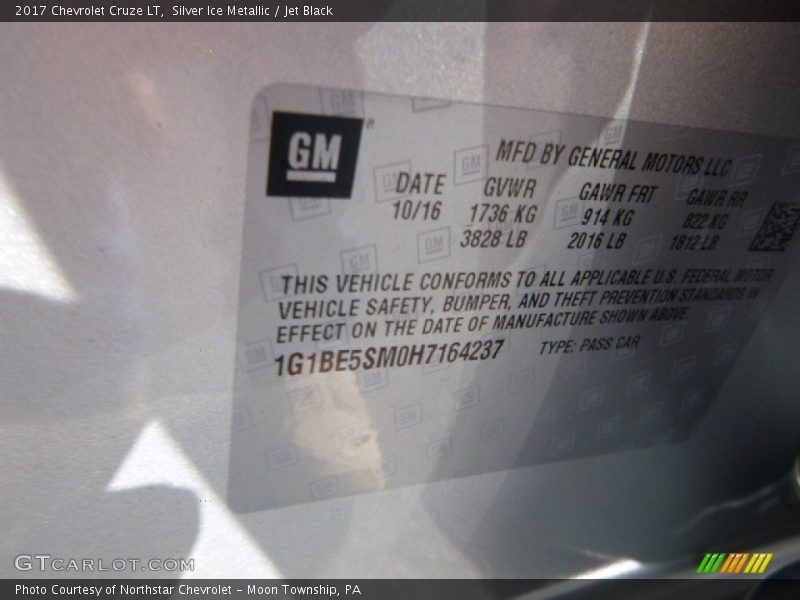 2017 Chevrolet Cruze LT, Silver Ice Metallic / Jet Black
GM®
MFD BY GENERAL MOTORS LLC
DATE GVWR GAWR FRT GAWR RR
10/16 1736 KG 914 KG 822 KG
3828 LB 2016 LB 1812 LB
THIS VEHICLE CONFORMS TO ALL APPLICABLE U.S. FEDERAL MOTOR
VEHICLE SAFETY, BUMPER, AND THEFT PREVENTION STANDARDS IN
EFFECT ON THE DATE OF MANUFACTURE SHOWN ABOVE.
1G1BE5SM0H7164237 TYPE: PASS CAR
GTCARLOT.COM
Photo Courtesy of Northstar Chevrolet - Moon Township, PA